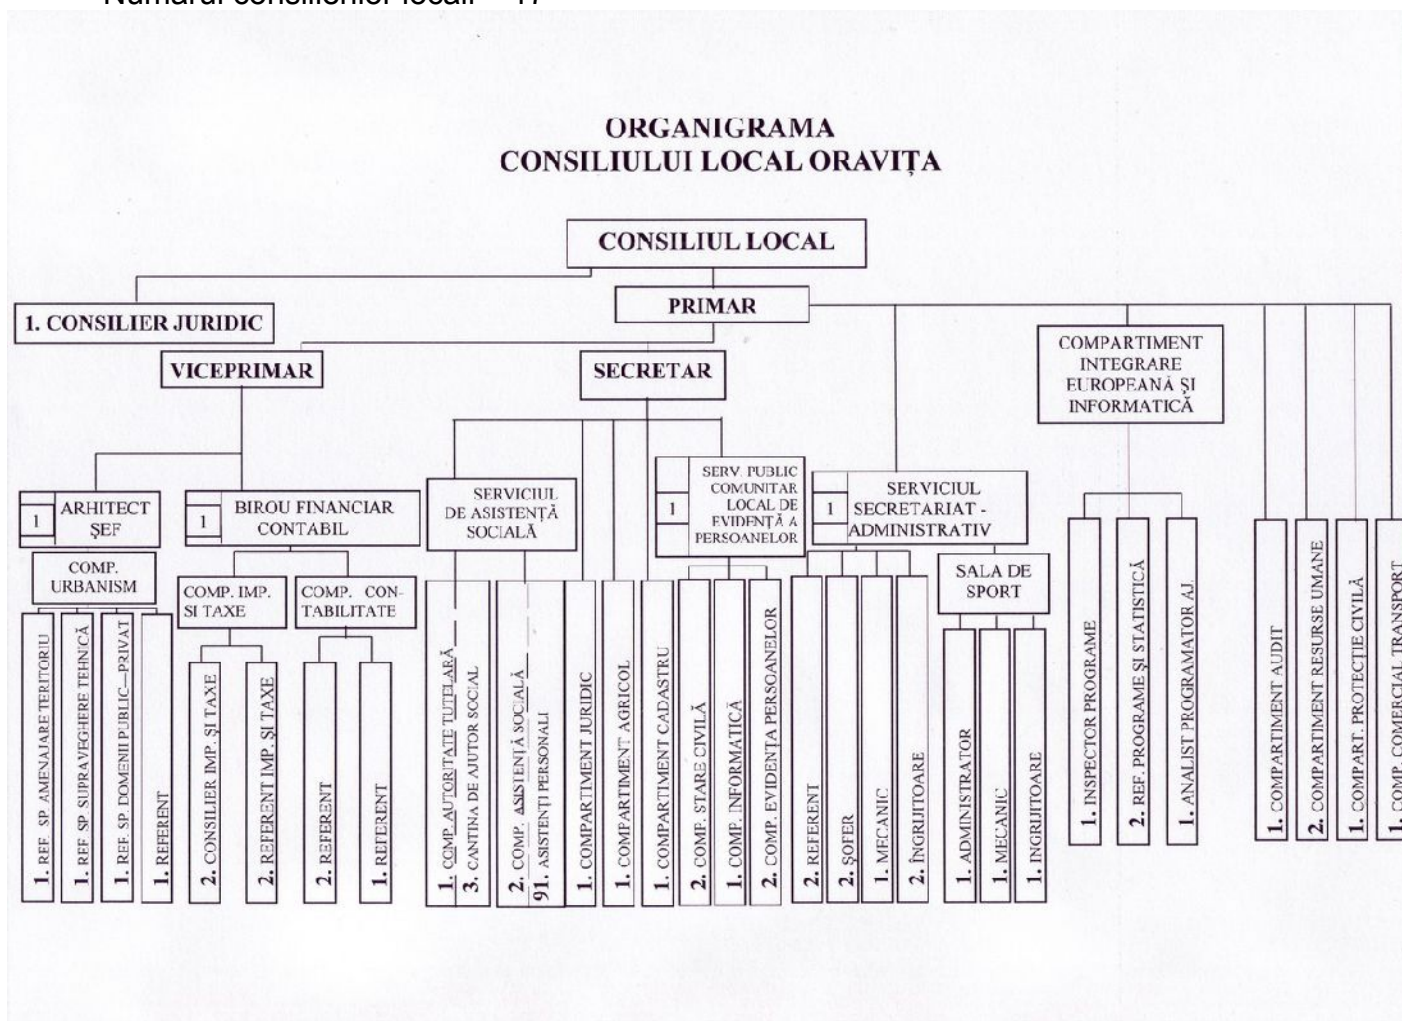 Numărul consilierilor locali 17
ORGANIGRAMA
CONSILIULUI LOCAL ORAVIȚA
CONSILIUL LOCAL
1. CONSILIER JURIDIC
PRIMAR
VICEPRIMAR
SECRETAR
COMPARTIMENT
INTEGRARE
EUROPEANĂ ȘI
INFORMATICĂ
1
ARHITECT
ȘEF
1
BIROU FINANCIAR
CONTABIL
SERVICIUL
DE ASISTENȚĂ
SOCIALĂ
1
SERV. PUBLIC
COMUNITAR
LOCAL DE
EVIDENȚĂ A
PERSOANELOR
1
SERVICIUL
SECRETARIAT -
ADMINISTRATIV
COMP.
URBANISM
COMP. IMP.
SI TAXE
COMP. CON-
TABILITATE
SALA DE
SPORT
1. REF. SP. AMENAJARE TERITORIU
1. REF. SP. SUPRAVEGHERE TEHNICĂ
1. REF. SP. DOMENII PUBLIC—PRIVAT
1. REFERENT
2. CONSILIER IMP. ȘI TAXE
2. REFERENT IMP. ȘI TAXE
2. REFERENT
1. REFERENT
1. COMP. AUTORITATE TUTELARĂ
3. CANTINA DE AJUTOR SOCIAL
2. COMP. ASISTENȚĂ SOCIALĂ
91. ASISTENȚI PERSONALI
1. COMPARTIMENT JURIDIC
1. COMPARTIMENT AGRICOL
1. COMPARTIMENT CADASTRU
2. COMP. STARE CIVILĂ
1. COMP. INFORMATICĂ
2. COMP. EVIDENȚA PERSOANELOR
2. REFERENT
2. ȘOFER
1. MECANIC
2. ÎNGRIJITOARE
1. ADMINISTRATOR
1. MECANIC
1. INGRIJITOARE
1. INSPECTOR PROGRAME
2. REF. PROGRAME ȘI STATISTICĂ
1. ANALIST PROGRAMATOR AJ.
1. COMPARTIMENT AUDIT
2. COMPARTIMENT RESURSE UMANE
1. COMPART. PROTECȚIE CIVILĂ
1. COMP. COMERCIAL TRANSPORT